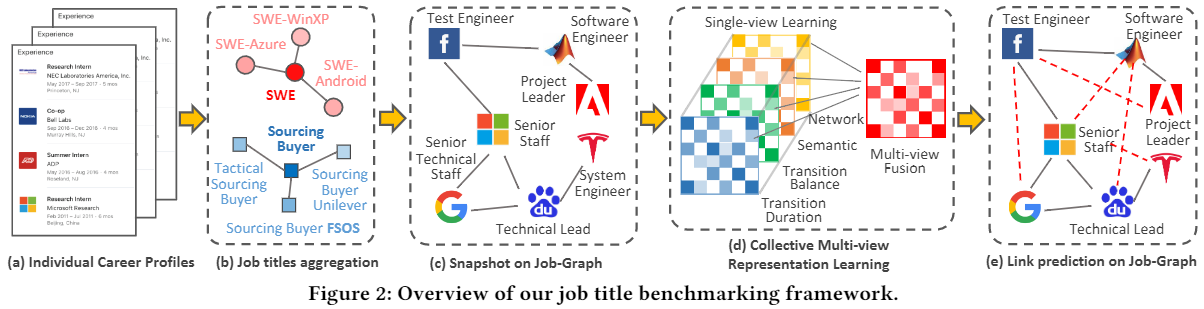 Experience
Experience
Experience
Research Intern
NEC Laboratories America, Inc.
May 2017 – Sep 2017 · 5 mos
Princeton, NJ
NOKIA
Co-op
Bell Labs
Sep 2016 – Dec 2016 · 4 mos
Murray Hills, NJ
Summer Intern
ADP
May 2016 – Aug 2016 · 4 mos
Roseland, NJ
Research Intern
Microsoft Research
Feb 2011 – Jul 2011 · 6 mos
Beijing, China
(a) Individual Career Profiles
SWE-WinXP
SWE-Azure
SWE-
Android
SWE
Sourcing
Buyer
Tactical
Sourcing
Buyer
Sourcing
Buyer
Unilever
Sourcing Buyer FSOS
(b) Job titles aggregation
Test Engineer
Software
Engineer
Project
Leader
Senior
Staff
Senior
Technical
Staff
System
Engineer
du
Technical Lead
(c) Snapshot on Job-Graph
Single-view Learning
Network
Semantic
Transition
Balance
Transition
Duration
Multi-view
Fusion
(d) Collective Multi-view
Representation Learning
Test Engineer
Software
Engineer
Project
Leader
Senior
Staff
du
Technical Lead
(e) Link prediction on Job-Graph
Figure 2: Overview of our job title benchmarking framework.